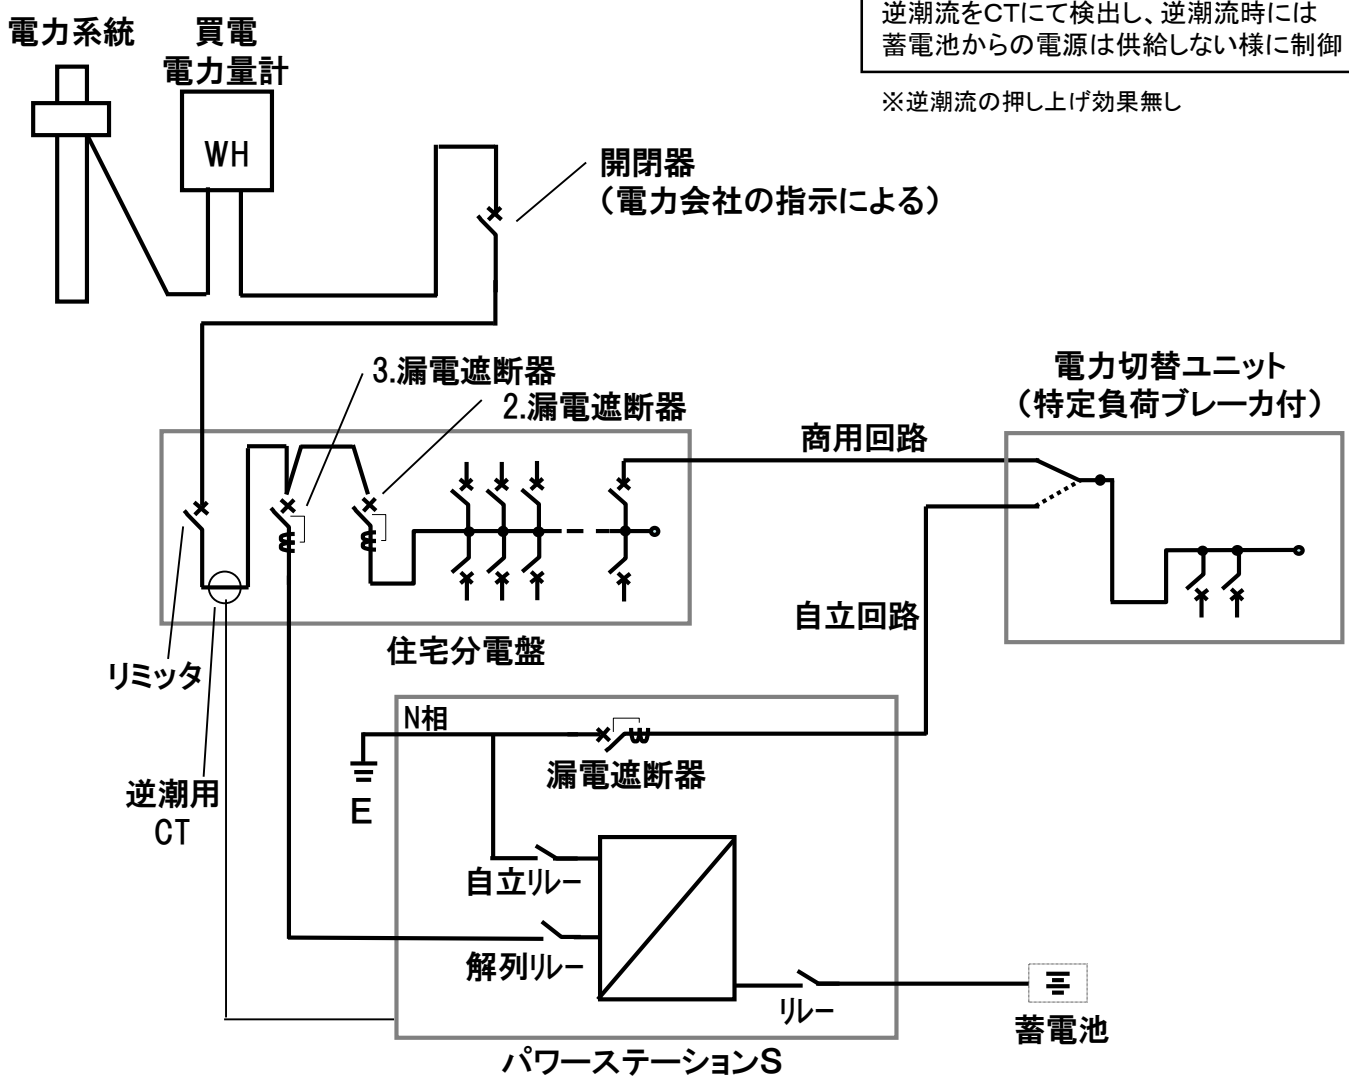 逆潮流をCTにて検出し、逆潮流時には
蓄電池からの電源は供給しない様に制御
※逆潮流の押し上げ効果無し
電力系統
買電
電力量計
WH
開閉器
（電力会社の指示による）
3.漏電遮断器
2.漏電遮断器
電力切替ユニット
（特定負荷ブレーカ付）
商用回路
自立回路
住宅分電盤
リミッタ
N相
漏電遮断器
E
逆潮用
CT
自立リレー
解列リレー
リレー
蓄電池
パワーステーションS